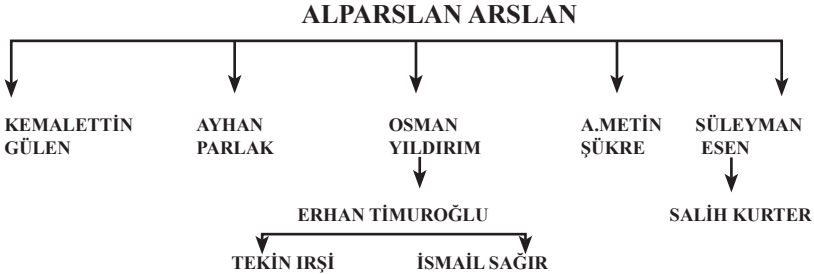 ALPARSLAN ARSLAN
KEMALETTİN
GÜLEN
AYHAN
PARLAK
OSMAN
YILDIRIM
A.METİN
ŞÜKRE
SÜLEYMAN
ESEN
ERHAN TİMUROĞLU
SALİH KURTER
TEKİN IRŞİ
İSMAİL SAĞIR